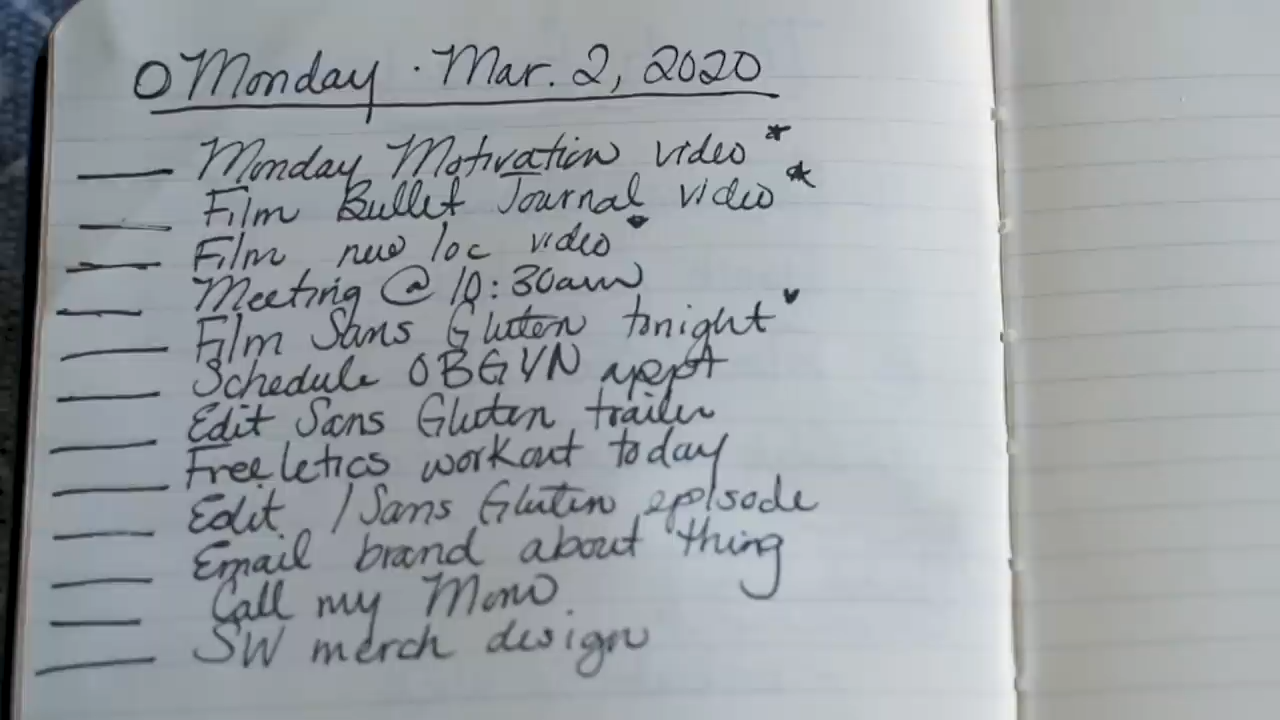 O Monday · Mar. 2, 2020
Monday Motivation video *
Film Bullet Journal video *
Film new loc video
Meeting @ 10:30am
Film Sans Gluten tonight
Schedule OBGYN appt
Edit Sans Gluten trailer
Freeletics workout today
Edit / Sans Gluten episode
Email brand about thing
Call my Mom.
SW merch design